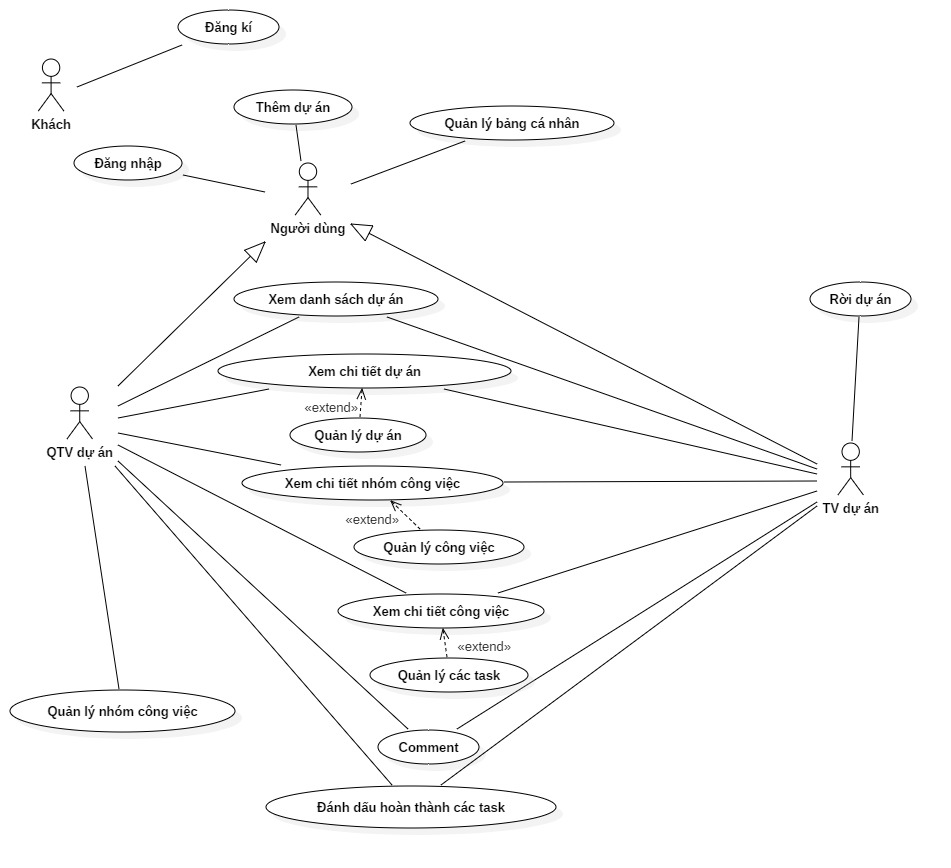 Đăng kí
Khách
Thêm dự án
Quản lý bảng cá nhân
Đăng nhập
Người dùng
Xem danh sách dự án
Rời dự án
Xem chi tiết dự án
«extend»
Quản lý dự án
QTV dự án
Xem chi tiết nhóm công việc
TV dự án
«extend»
Quản lý công việc
Xem chi tiết công việc
«extend»
Quản lý các task
Quản lý nhóm công việc
Comment
Đánh dấu hoàn thành các task